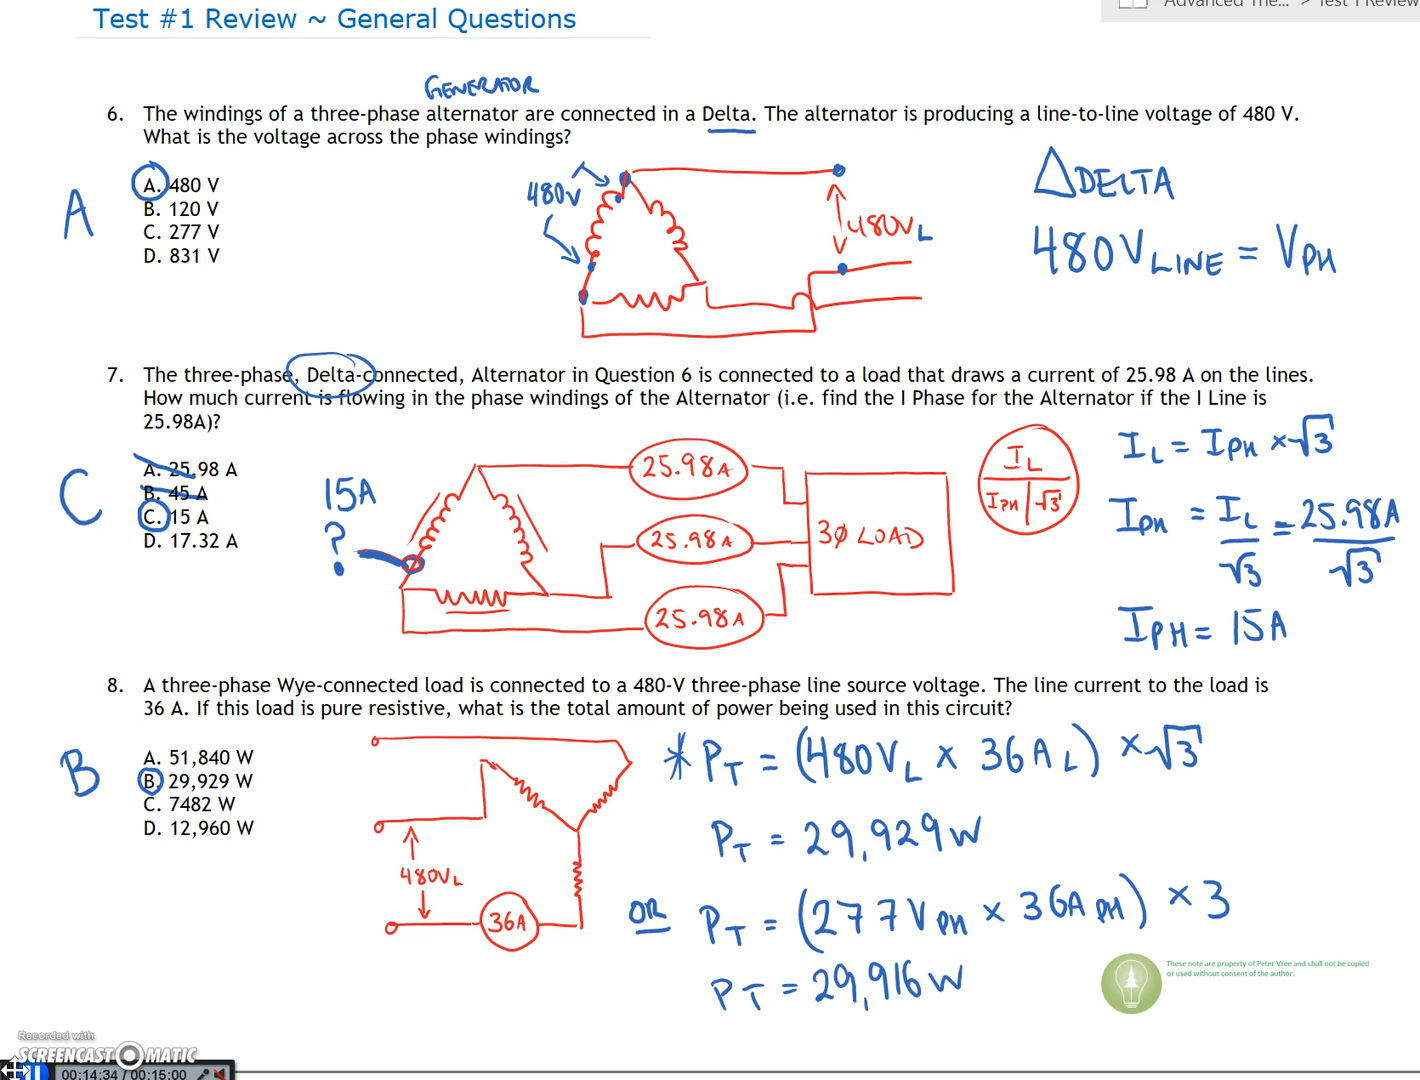 Test #1 Review ~ General Questions
GENERATOR
6. The windings of a three-phase alternator are connected in a Delta. The alternator is producing a line-to-line voltage of 480 V.
What is the voltage across the phase windings?
A. 480 V
B. 120 V
C. 277 V
D. 831 V
A
480V
480VL
Δ DELTA
480V LINE = VPH
7. The three-phase, Delta-connected, Alternator in Question 6 is connected to a load that draws a current of 25.98 A on the lines.
How much current is flowing in the phase windings of the Alternator (i.e. find the I Phase for the Alternator if the I Line is
25.98A)?
A. 25.98 A
B. 45 A
C. 15 A
D. 17.32 A
C
15A
?
25.98A
25.98A
25.98A
3Ø LOAD
IL
IPH | √3
IL = IPH × √3
IPH = IL/√3 = 25.98A/√3
IPH = 15A
8. A three-phase Wye-connected load is connected to a 480-V three-phase line source voltage. The line current to the load is
36 A. If this load is pure resistive, what is the total amount of power being used in this circuit?
A. 51,840 W
B. 29,929 W
C. 7482 W
D. 12,960 W
B
480VL
36A
* PT = (480VL × 36AL) × √3
PT = 29,929W
OR PT = (277VPH × 36A PH) × 3
PT = 29,916W
These note are property of Peter Vree and shall not be copied
or used without consent of the author.
Recorded with
SCREENCAST-O-MATIC
00:14:34 / 00:15:00